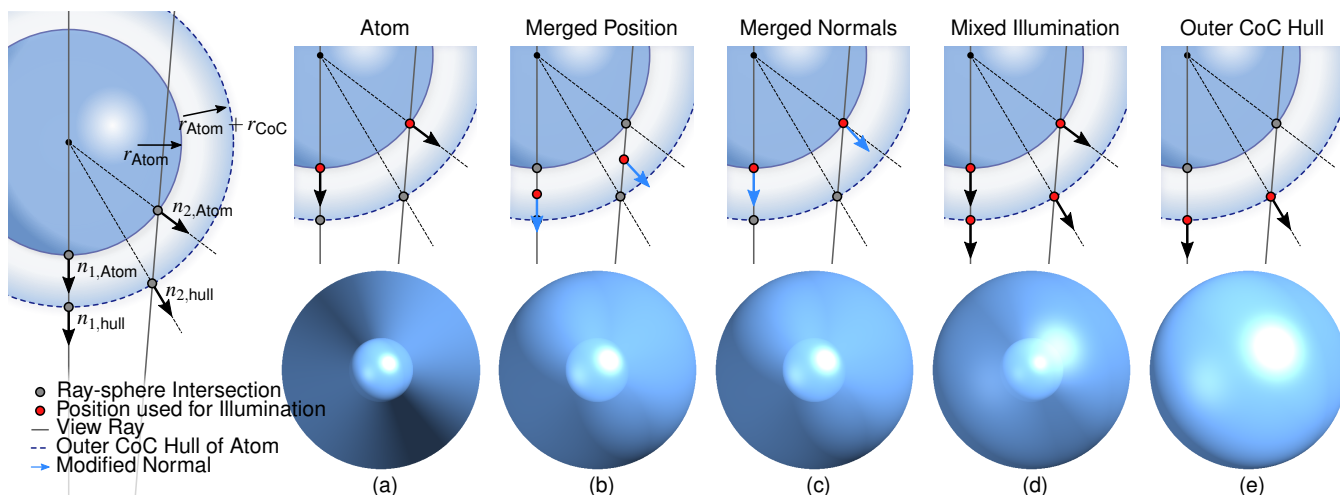 Atom
Merged Position
Merged Normals
Mixed Illumination
Outer CoC Hull
r_Atom + r_CoC
r_Atom
n_2,Atom
n_1,Atom
n_2,hull
n_1,hull
Ray-sphere Intersection
Position used for Illumination
View Ray
Outer CoC Hull of Atom
Modified Normal
(a)
(b)
(c)
(d)
(e)